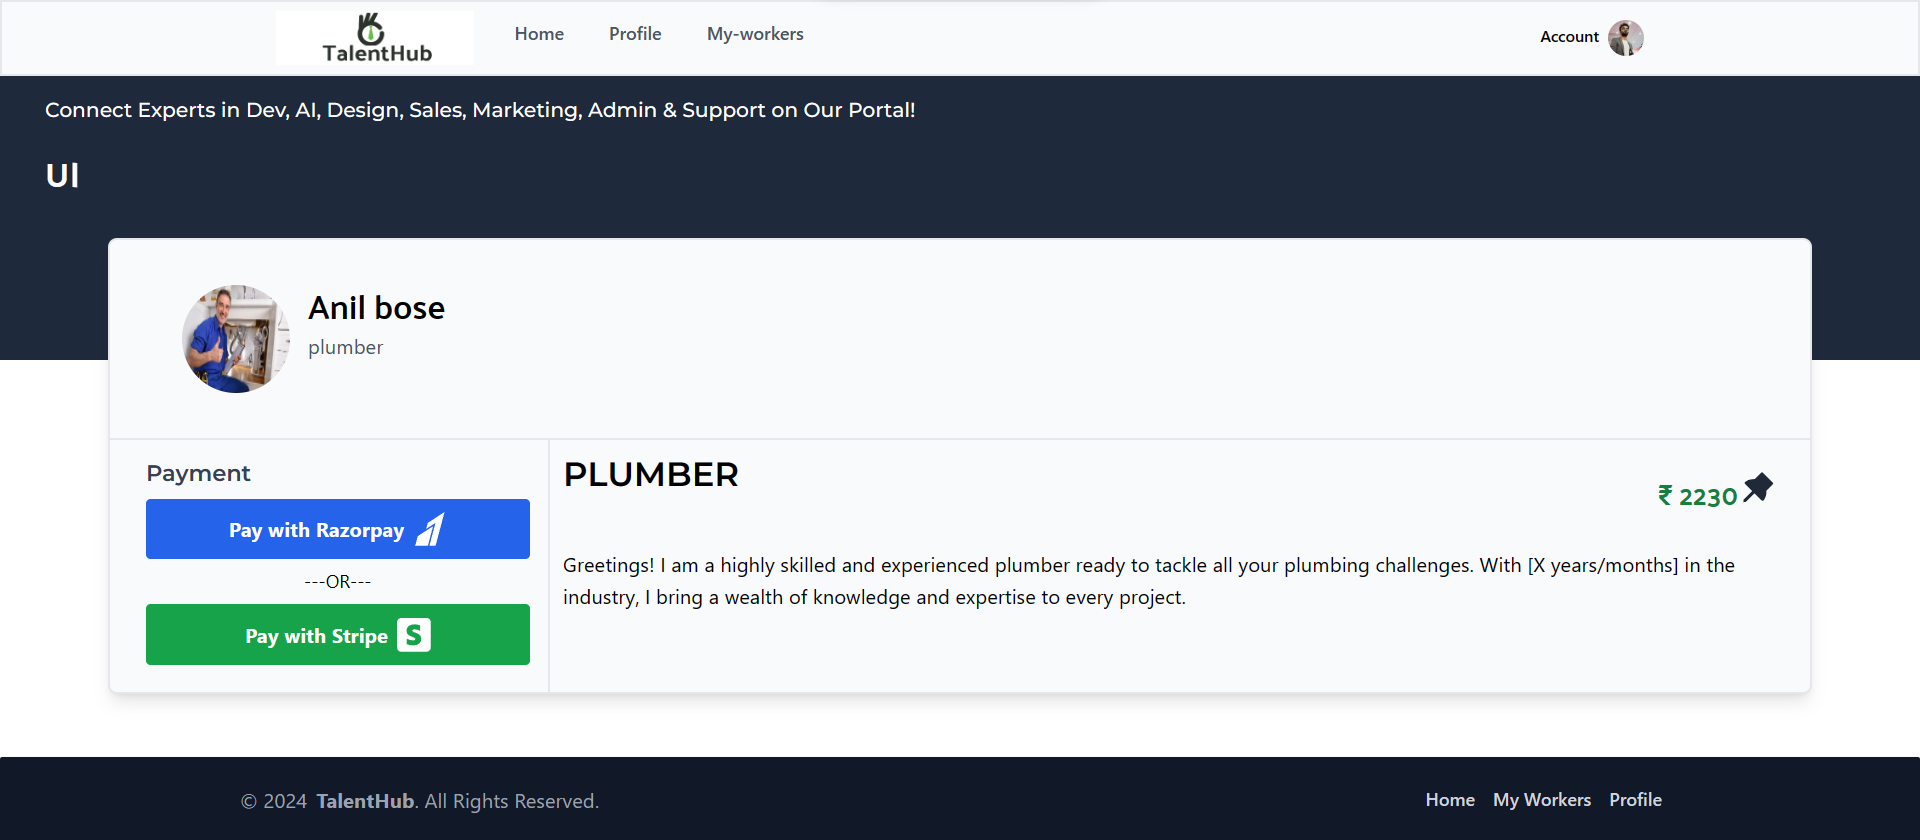 TalentHub
Home
Profile
My-workers
Account
Connect Experts in Dev, AI, Design, Sales, Marketing, Admin & Support on Our Portal!
UI
Anil bose
plumber
Payment
Pay with Razorpay
---OR---
Pay with Stripe S
PLUMBER
₹ 2230
Greetings! I am a highly skilled and experienced plumber ready to tackle all your plumbing challenges. With [X years/months] in the
industry, I bring a wealth of knowledge and expertise to every project.
© 2024 TalentHub. All Rights Reserved.
Home
My Workers
Profile